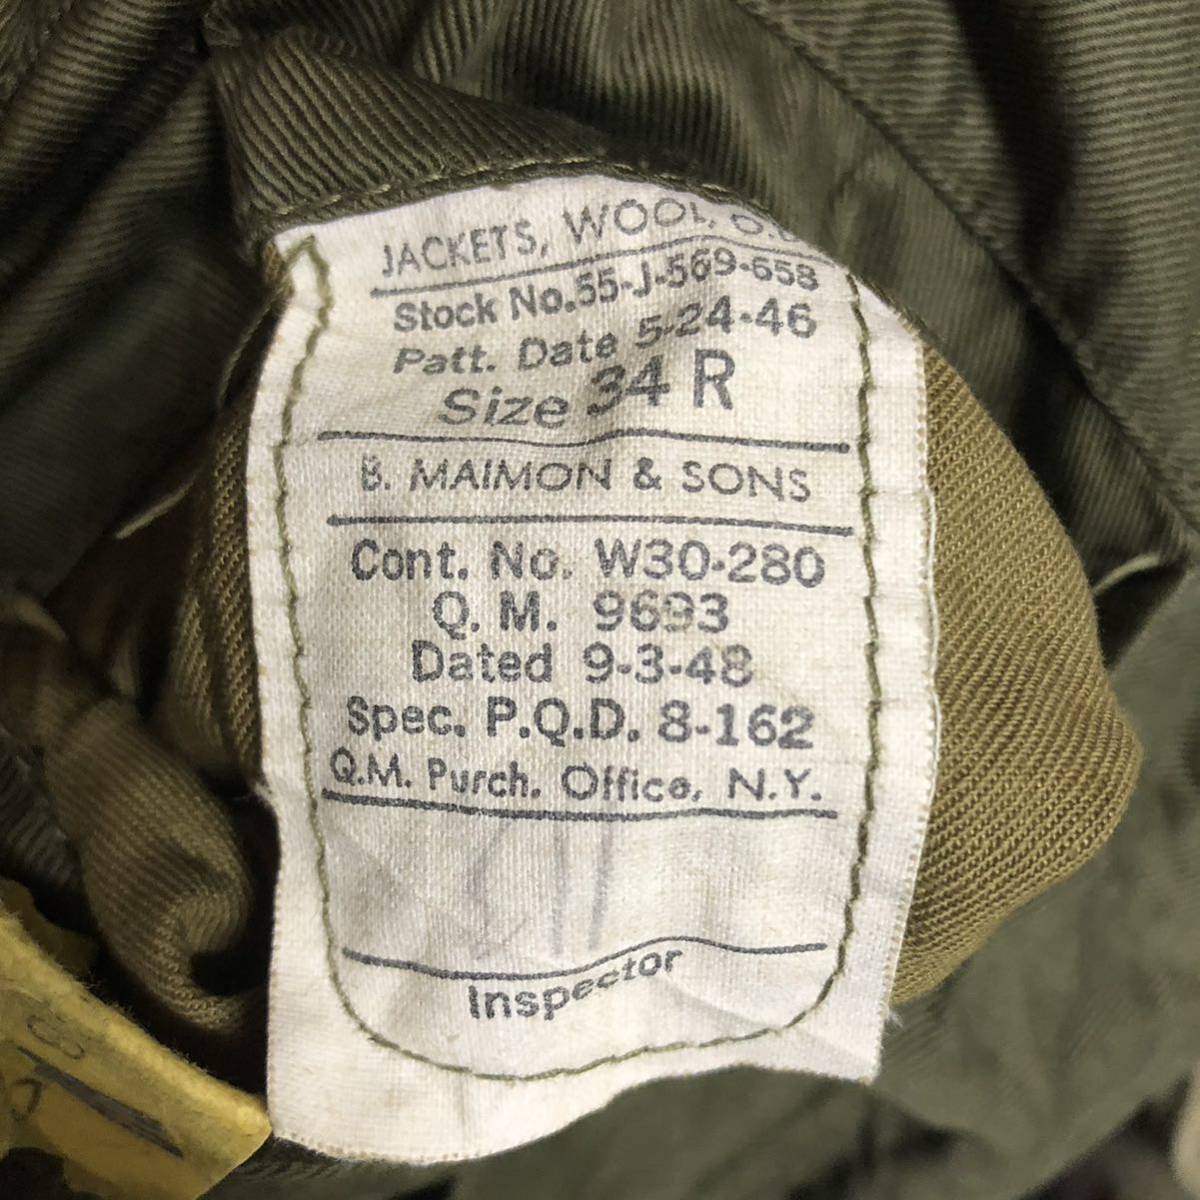 JACKETS, WOOL, O.D.
Stock No.55-J-569-658
Patt. Date 5-24-46
Size 34 R
B. MAIMON & SONS
Cont. No. W30-280
Q. M. 9693
Dated 9-3-48
Spec. P.Q.D. 8-162
Q.M. Purch. Office, N.Y.
Inspector